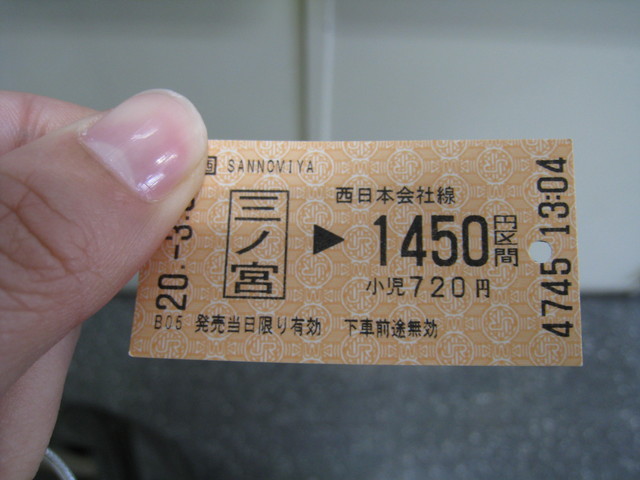 SANNOVIYA
西日本会社線
三ノ宮 ▶ 1450円区間
小児720円
20.-3.
4745 13:04
B05 発売当日限り有効 下車前途無効